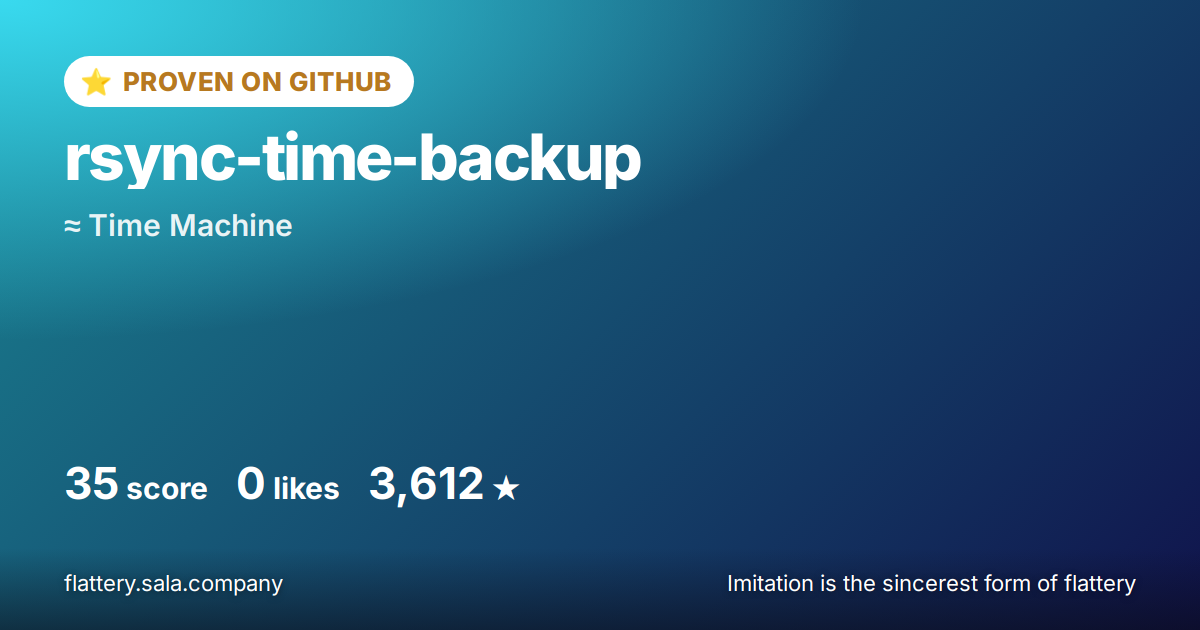 ⭐ PROVEN ON GITHUB
rsync-time-backup
≈ Time Machine
35 score 0 likes 3,612 ★
flattery.sala.company
Imitation is the sincerest form of flattery